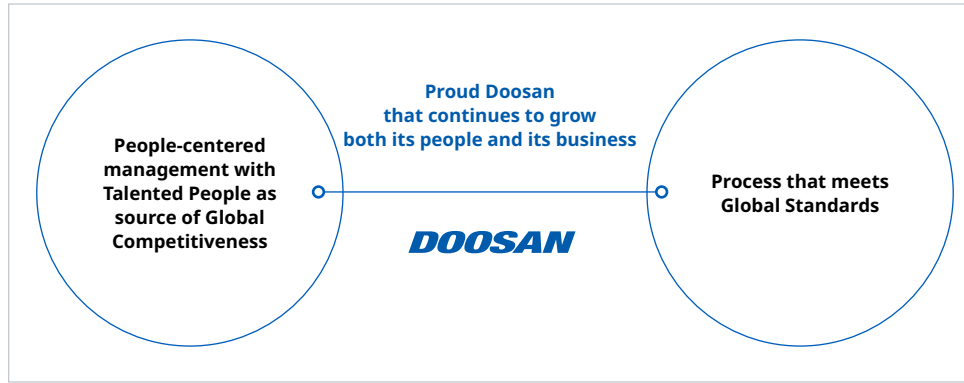 People-centered
management with
Talented People as
source of Global
Competitiveness
Proud Doosan
that continues to grow
both its people and its business
DOOSAN
Process that meets
Global Standards